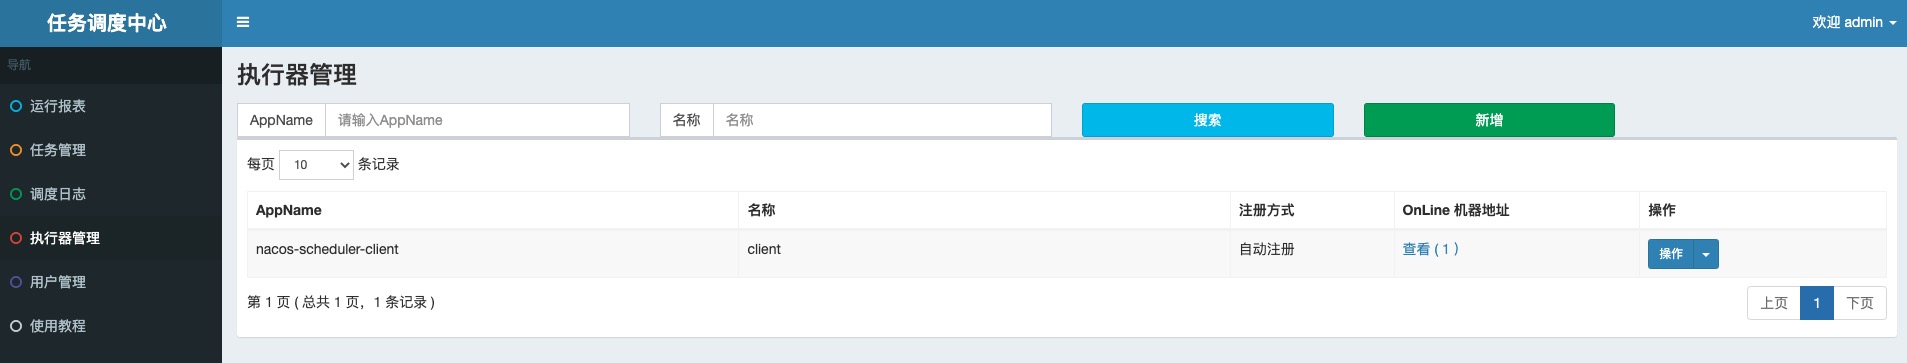 任务调度中心
欢迎 admin
导航
运行报表
任务管理
调度日志
执行器管理
用户管理
使用教程
执行器管理
AppName 请输入AppName 名称 名称 搜索 新增
每页 10 条记录
AppName 名称 注册方式 OnLine 机器地址 操作
nacos-scheduler-client client 自动注册 查看 ( 1 ) 操作
第 1 页 ( 总共 1 页，1 条记录 ) 上页 1 下页